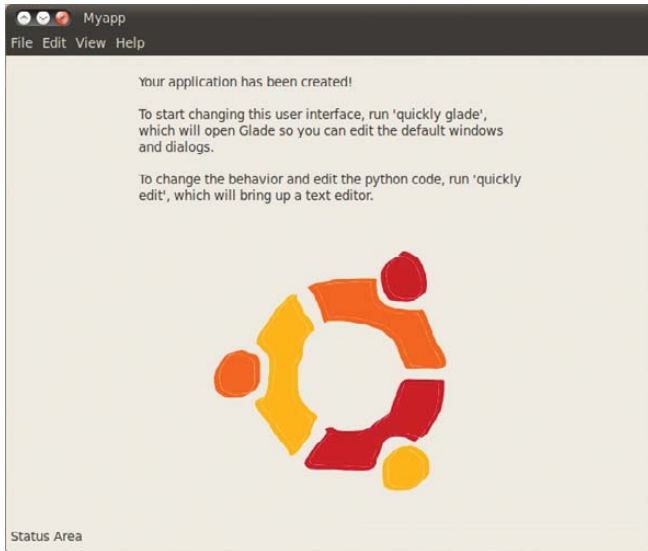 Myapp
File Edit View Help
Your application has been created!
To start changing this user interface, run 'quickly glade',
which will open Glade so you can edit the default windows
and dialogs.
To change the behavior and edit the python code, run 'quickly
edit', which will bring up a text editor.
Status Area